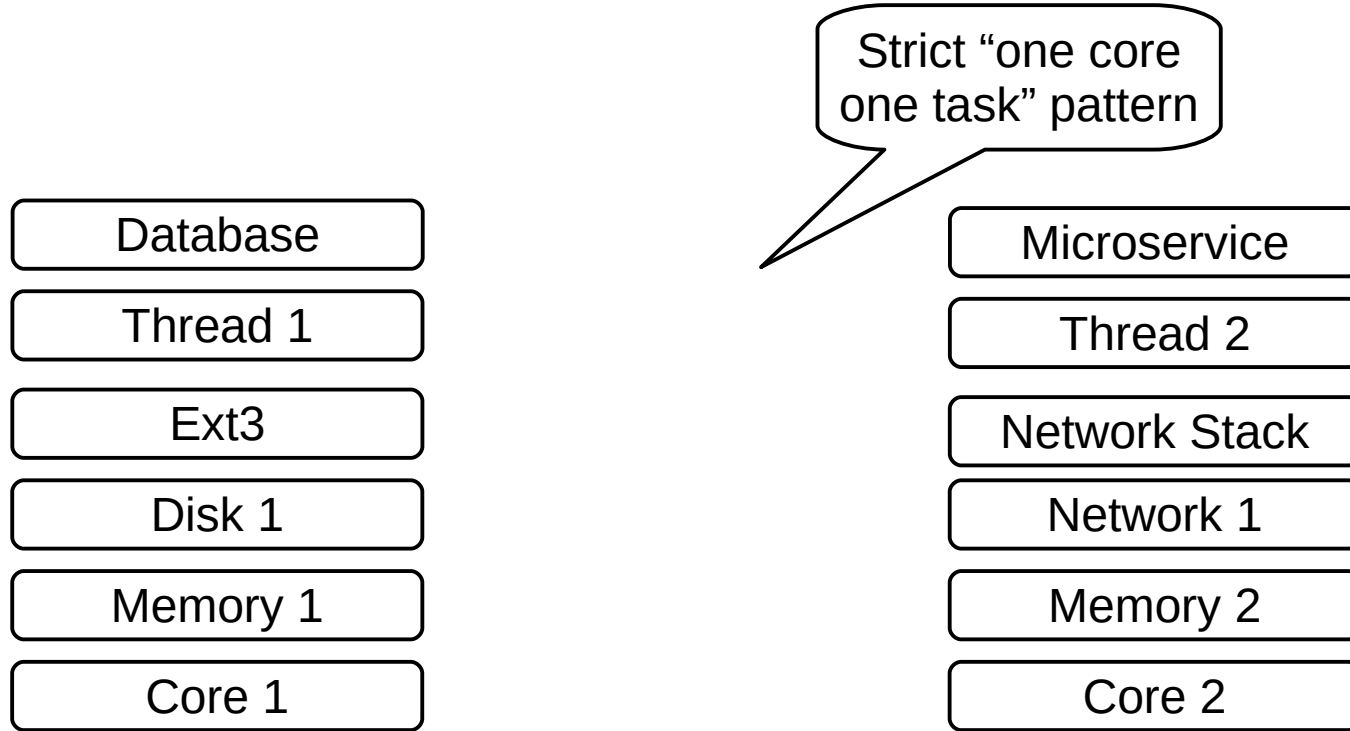 Strict “one core
one task” pattern
Database
Thread 1
Ext3
Disk 1
Memory 1
Core 1
Microservice
Thread 2
Network Stack
Network 1
Memory 2
Core 2